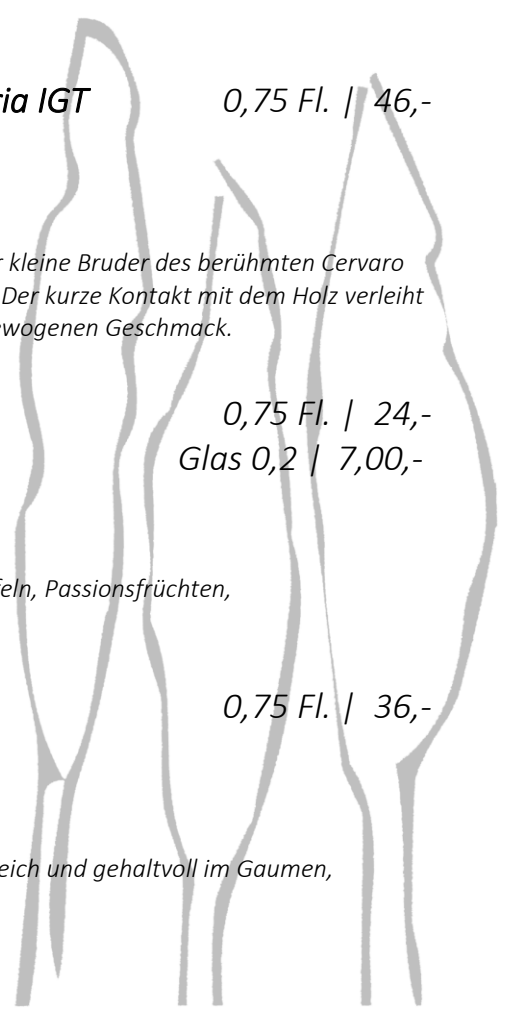 ria IGT 0,75 Fl. | 46,-
r kleine Bruder des berühmten Cervaro
Der kurze Kontakt mit dem Holz verleiht
ewogenen Geschmack.
0,75 Fl. | 24,-
Glas 0,2 | 7,00,-
feln, Passionsfrüchten,
0,75 Fl. | 36,-
eich und gehaltvoll im Gaumen,